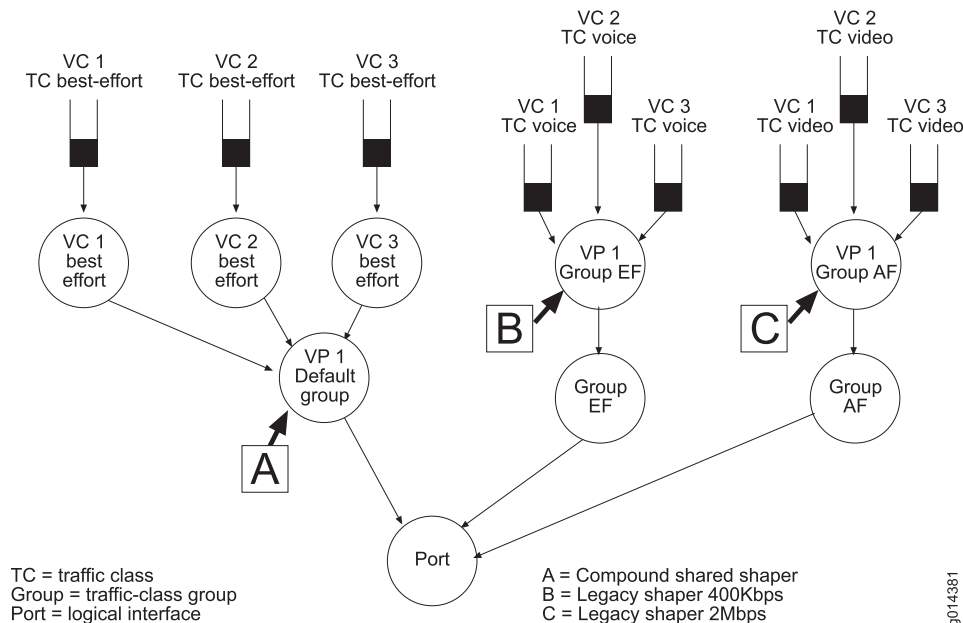 VC 1
TC best-effort
VC 2
TC best-effort
VC 3
TC best-effort
VC 2
TC voice
VC 1
TC voice
VC 3
TC voice
VC 2
TC video
VC 1
TC video
VC 3
TC video
VC 1
best
effort
VC 2
best
effort
VC 3
best
effort
VP 1
Group EF
VP 1
Group AF
B
C
VP 1
Default
group
Group
EF
Group
AF
A
Port
TC = traffic class
Group = traffic-class group
Port = logical interface
A = Compound shared shaper
B = Legacy shaper 400Kbps
C = Legacy shaper 2Mbps
g014381